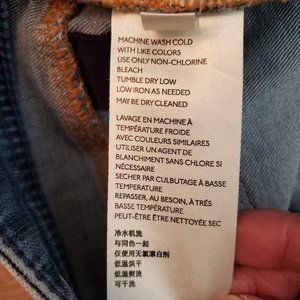 MACHINE WASH COLD
WITH LIKE COLORS
USE ONLY NON-CHLORINE
BLEACH
TUMBLE DRY LOW
LOW IRON AS NEEDED
MAY BE DRY CLEANED
LAVAGE EN MACHINE À
TEMPÉRATURE FROIDE
AVEC COULEURS SIMILAIRES
UTILISER UN AGENT DE
BLANCHIMENT SANS CHLORE SI
NÉCESSAIRE
SECHER PAR CULBUTAGE À BASSE
TEMPERATURE
REPASSER, AU BESOIN, À TRÈS
BASSE TEMPÉRATURE
PEUT-ÊTRE ÊTRE NETTOYÉE SEC
冷水机洗
与同色一起
仅使用无氯漂白剂
低温烘干
低温熨烫
可干洗